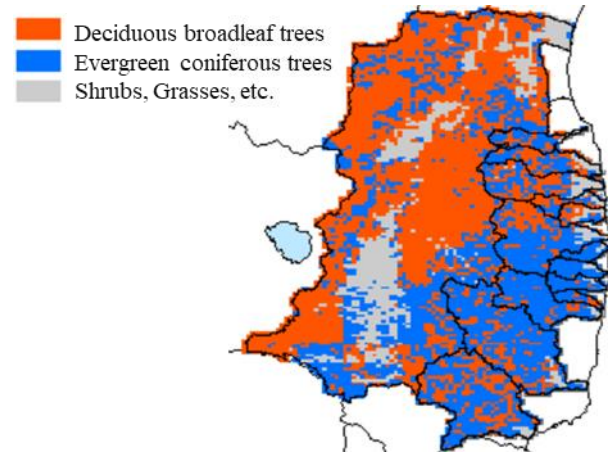 Deciduous broadleaf trees
Evergreen coniferous trees
Shrubs, Grasses, etc.